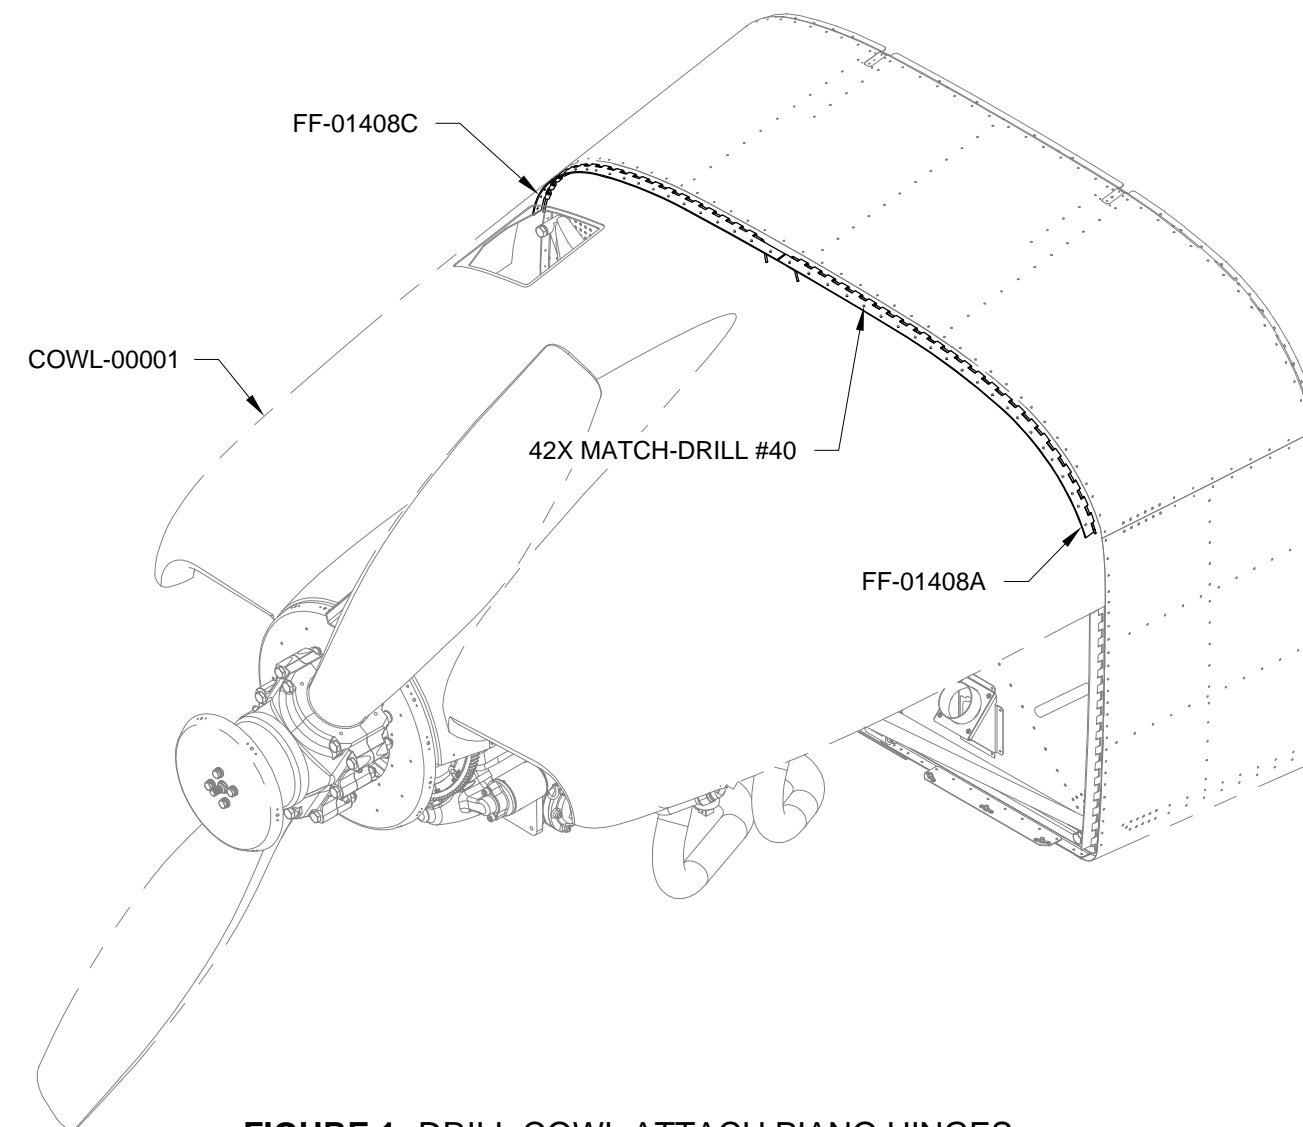 FF-01408C
COWL-00001
42X MATCH-DRILL #40
FF-01408A
FIGURE 1. DRILL COWL ATTACH PIANO HINGES